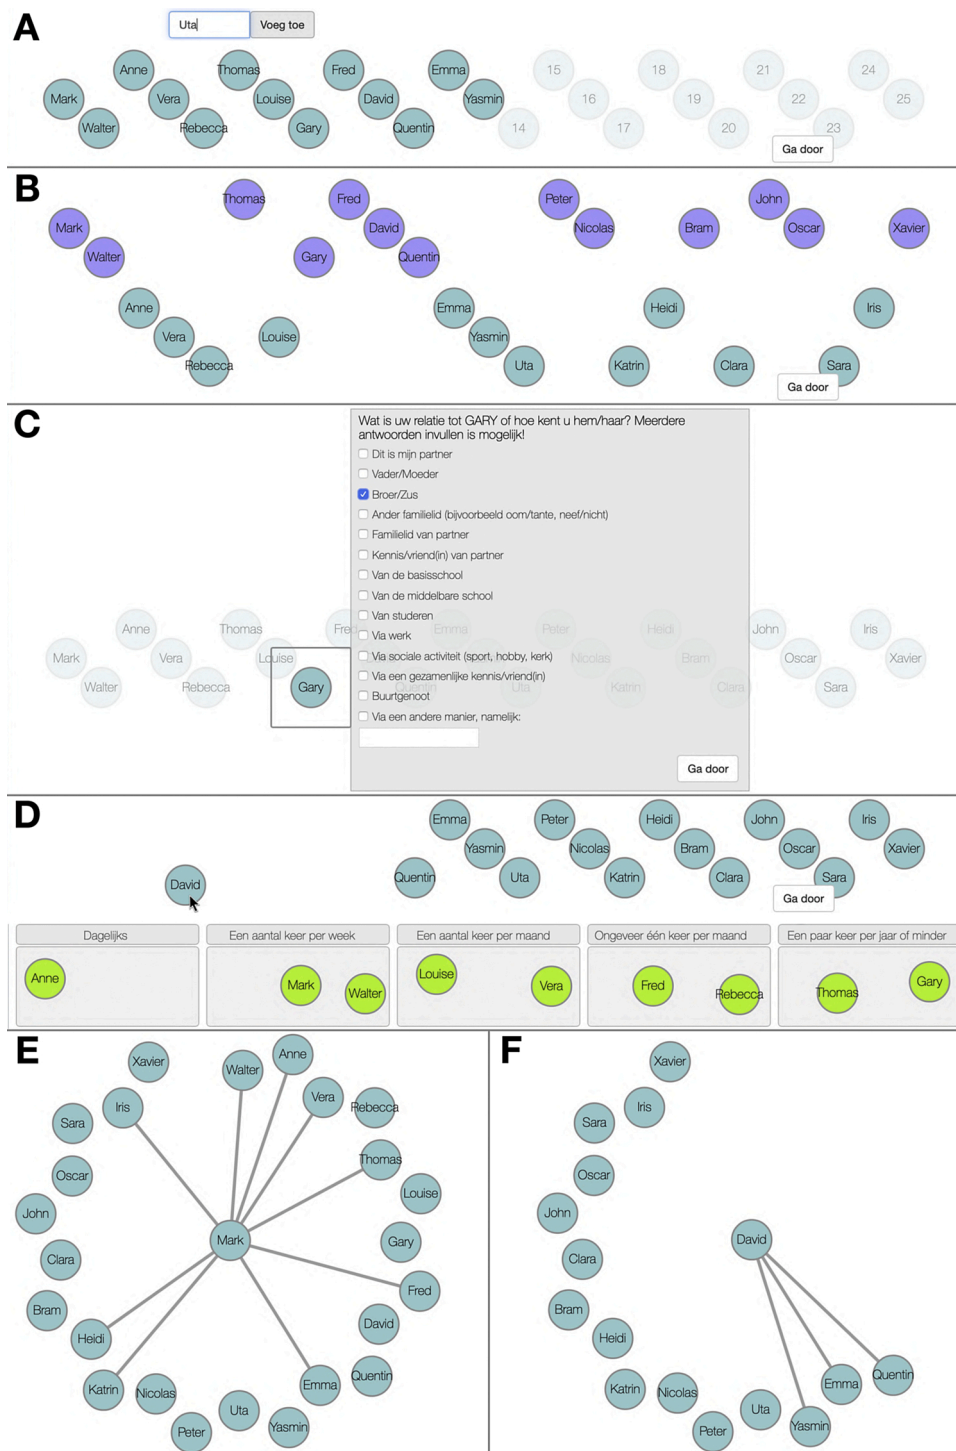 A
Uta
Voeg toe
Anne
Thomas
Fred
Emma
15
18
21
24
Mark
Vera
Louise
David
Yasmin
16
19
22
25
Walter
Rebecca
Gary
Quentin
14
17
20
23
Ga door
B
Thomas
Fred
Peter
John
Mark
David
Nicolas
Bram
Oscar
Xavier
Walter
Gary
Quentin
Anne
Emma
Heidi
Iris
Vera
Louise
Yasmin
Rebecca
Uta
Katrin
Clara
Sara
Ga door
C
Wat is uw relatie tot GARY of hoe kent u hem/haar? Meerdere
antwoorden invullen is mogelijk!
Dit is mijn partner
Vader/Moeder
Broer/Zus
Ander familielid (bijvoorbeeld oom/tante, neef/nicht)
Familielid van partner
Kennis/vriend(in) van partner
Van de basisschool
Van de middelbare school
Van studeren
Via werk
Via sociale activiteit (sport, hobby, kerk)
Via een gezamenlijke kennis/vriend(in)
Buurtgenoot
Via een andere manier, namelijk:
Ga door
Anne
Thomas
Fred
Emma
Peter
Heidi
John
Iris
Mark
Vera
Louise
Nicolas
Bram
Oscar
Xavier
Walter
Rebecca
Gary
Quentin
Uta
Katrin
Clara
Sara
D
Emma
Peter
Heidi
John
Iris
Yasmin
Nicolas
Bram
Oscar
Xavier
David
Quentin
Uta
Katrin
Clara
Sara
Ga door
Dagelijks
Een aantal keer per week
Een aantal keer per maand
Ongeveer één keer per maand
Een paar keer per jaar of minder
Anne
Mark
Walter
Louise
Vera
Fred
Rebecca
Thomas
Gary
E
Xavier
Walter
Anne
Iris
Vera
Rebecca
Sara
Thomas
Oscar
Louise
John
Mark
Gary
Clara
Fred
Bram
David
Heidi
Quentin
Katrin
Nicolas
Emma
Uta
Peter
Yasmin
F
Xavier
Iris
Sara
Oscar
John
David
Clara
Bram
Heidi
Quentin
Katrin
Nicolas
Emma
Uta
Peter
Yasmin